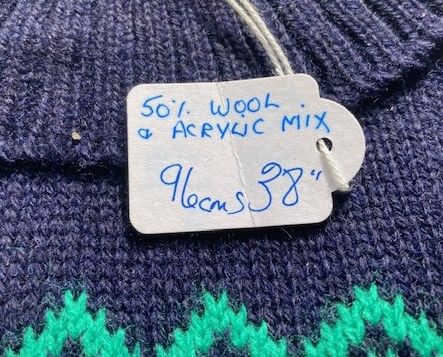 50% WOOL
& ACRYLIC MIX
96cms 38"